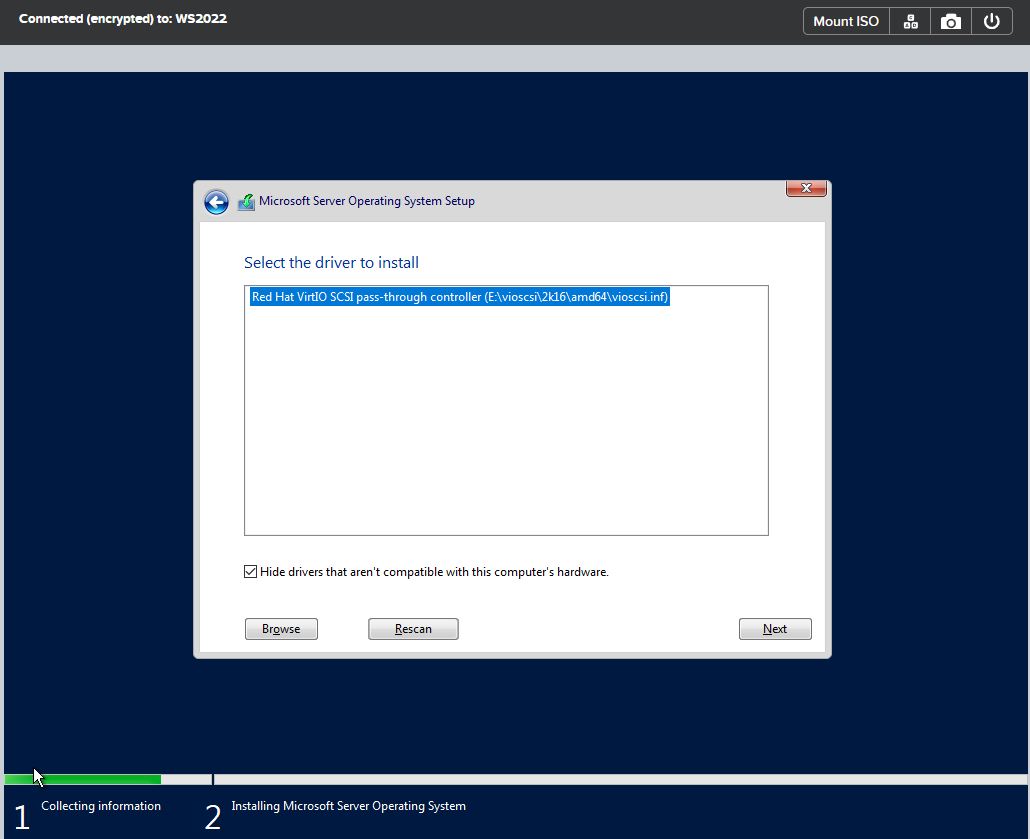 Connected (encrypted) to: WS2022
Mount ISO
Microsoft Server Operating System Setup
Select the driver to install
Red Hat VirtIO SCSI pass-through controller (E:\vioscsi\2k16\amd64\vioscsi.inf)
Hide drivers that aren't compatible with this computer's hardware.
Browse
Rescan
Next
1 Collecting information
2 Installing Microsoft Server Operating System